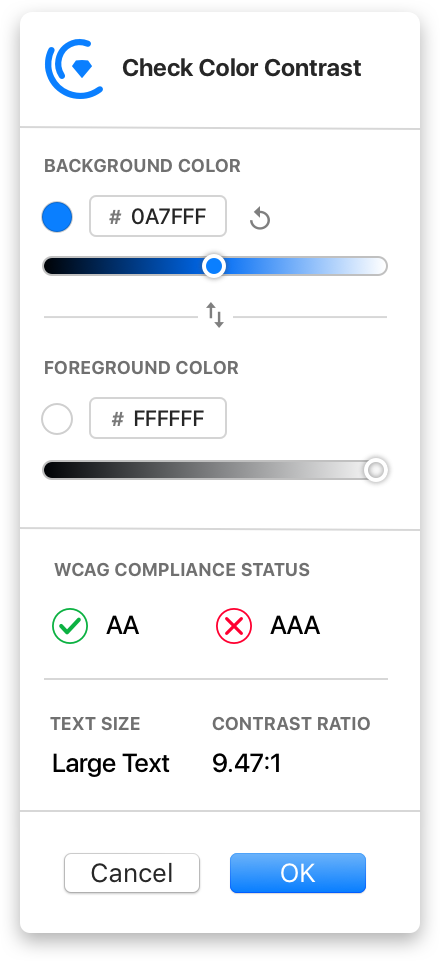 Check Color Contrast
BACKGROUND COLOR
# 0A7FFF
FOREGROUND COLOR
# FFFFFF
WCAG COMPLIANCE STATUS
AA AAA
TEXT SIZE CONTRAST RATIO
Large Text 9.47:1
Cancel OK